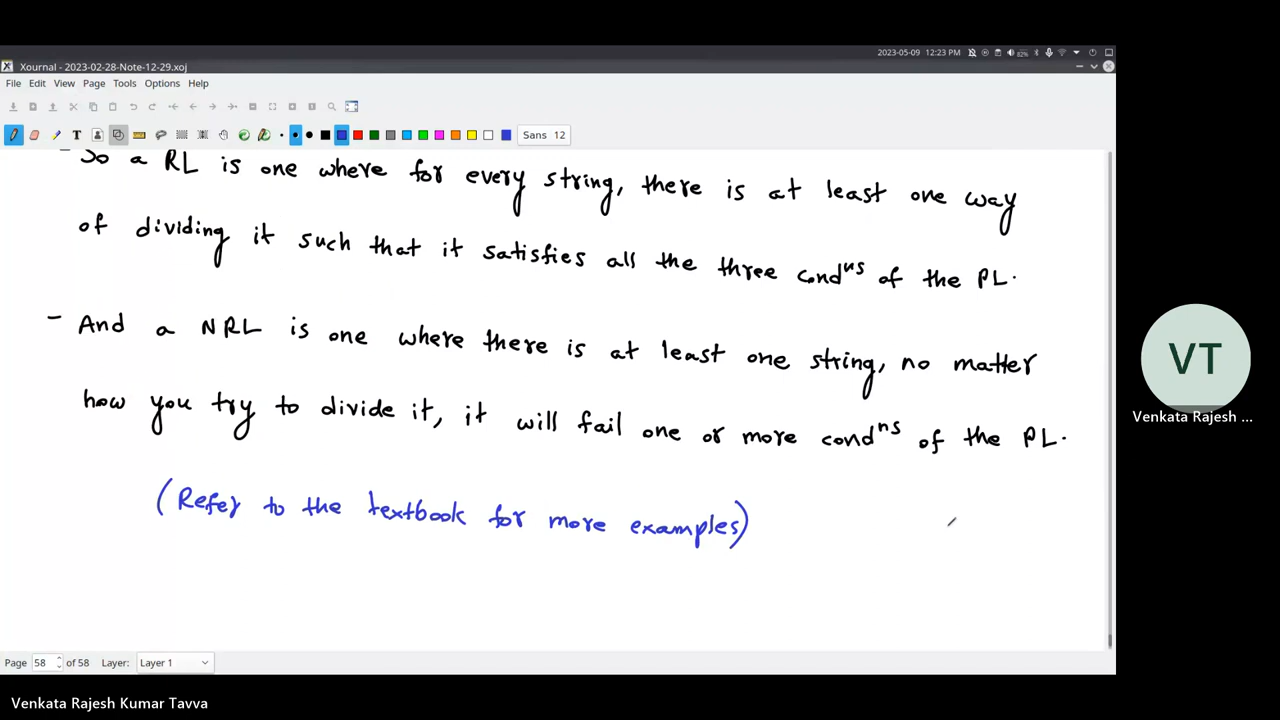 2023-05-09 12:23 PM
Xournal - 2023-02-28-Note-12-29.xoj
File Edit View Page Tools Options Help
T Sans 12
- So a RL is one where for every string, there is at least one way
of dividing it such that it satisfies all the three condns of the PL.
- And a NRL is one where there is at least one string, no matter
how you try to divide it, it will fail one or more condns of the PL.
(Refer to the textbook for more examples)
VT
Venkata Rajesh ...
Page 58 of 58 Layer: Layer 1
Venkata Rajesh Kumar Tavva